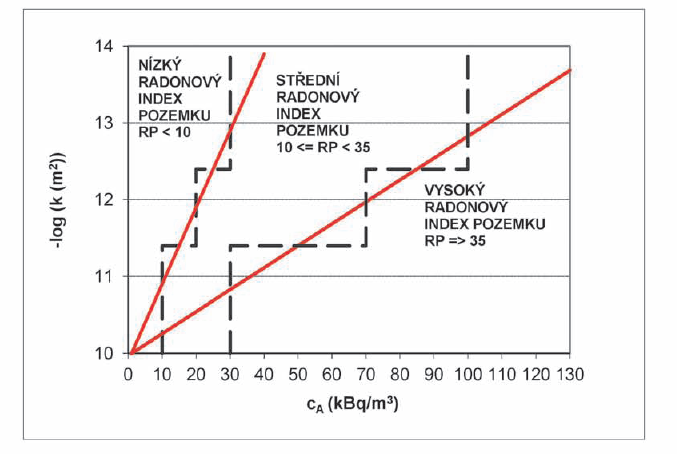 14
13
12
11
10
-log (k (m²))
NÍZKÝ
RADONOVÝ
INDEX
POZEMKU
RP < 10
STŘEDNÍ
RADONOVÝ
INDEX
POZEMKU
10 <= RP < 35
VYSOKÝ
RADONOVÝ
INDEX POZEMKU
RP => 35
0 10 20 30 40 50 60 70 80 90 100 110 120 130
cA (kBq/m³)